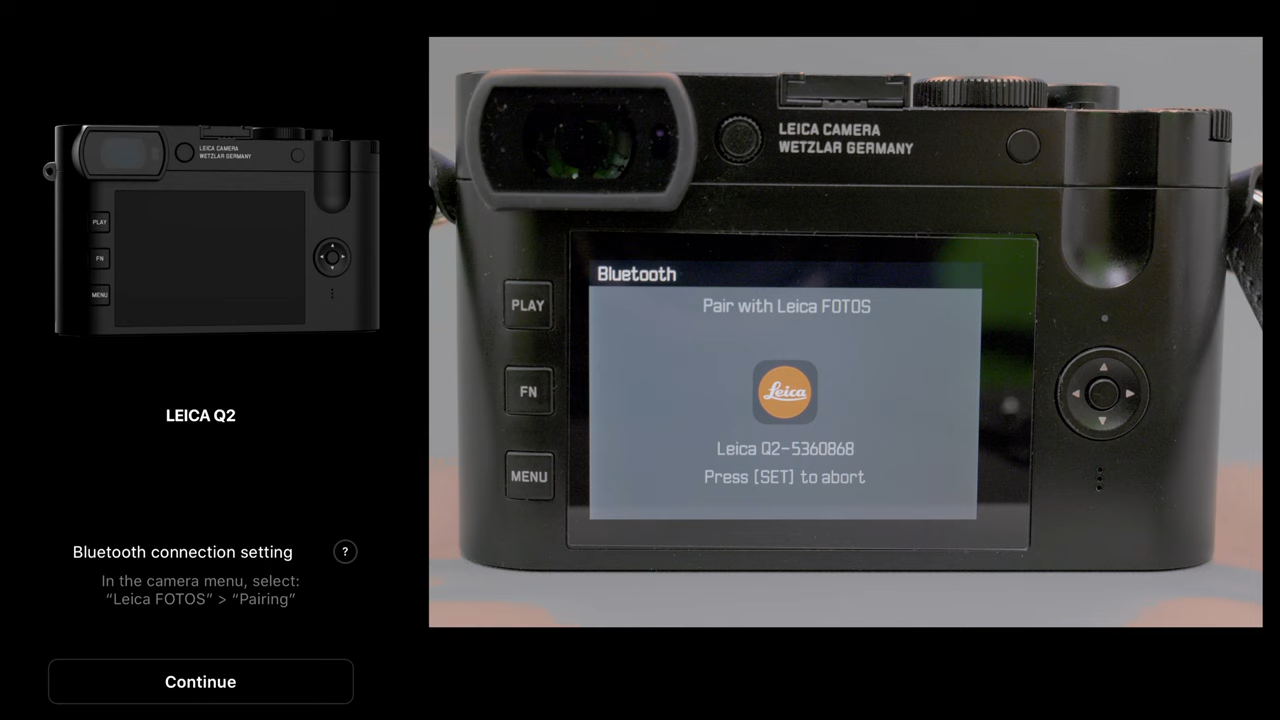 LEICA CAMERA
WETZLAR GERMANY
PLAY
FN
MENU
LEICA Q2
Bluetooth connection setting
?
In the camera menu, select:
“Leica FOTOS” > “Pairing”
Continue
LEICA CAMERA
WETZLAR GERMANY
PLAY
FN
MENU
Bluetooth
Pair with Leica FOTOS
Leica
Leica Q2-5360868
Press [SET] to abort